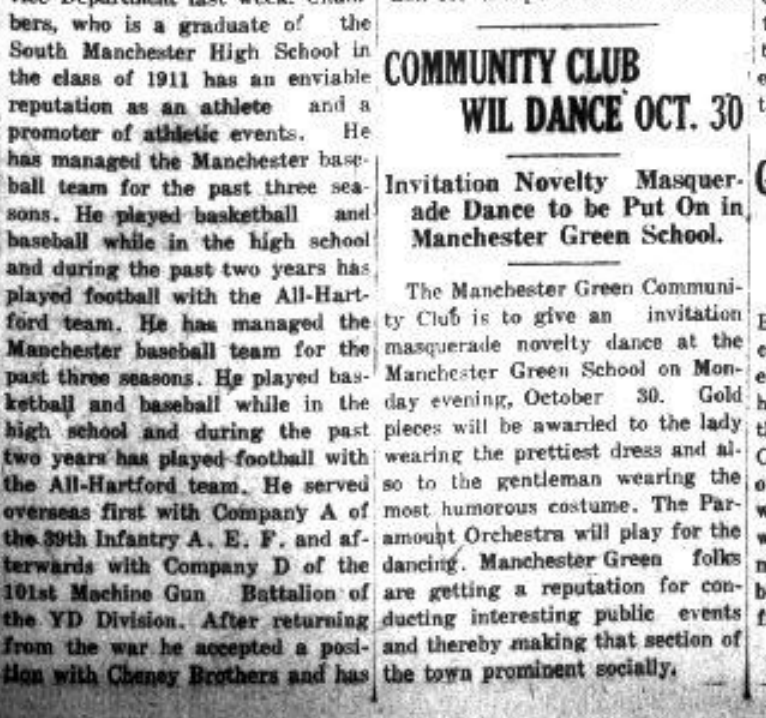 bers, who is a graduate of the
South Manchester High School in
the class of 1911 has an enviable
reputation as an athlete and a
promoter of athletic events. He
has managed the Manchester base-
ball team for the past three sea-
sons. He played basketball and
baseball while in the high school
and during the past two years has
played football with the All-Hart-
ford team. He has managed the
Manchester baseball team for the
past three seasons. He played bas-
ketball and baseball while in the
high school and during the past
two years has played football with
the All-Hartford team. He served
overseas first with Company A of
the 39th Infantry A. E. F. and af-
terwards with Company D of the
101st Machine Gun Battalion of
the YD Division. After returning
from the war he accepted a posi-
tion with Cheney Brothers and has
COMMUNITY CLUB
WIL DANCE OCT. 30
Invitation Novelty Masquer-
ade Dance to be Put On in
Manchester Green School.
The Manchester Green Communi-
ty Club is to give an invitation
masquerade novelty dance at the
Manchester Green School on Mon-
day evening, October 30. Gold
pieces will be awarded to the lady
wearing the prettiest dress and al-
so to the gentleman wearing the
most humorous costume. The Par-
amount Orchestra will play for the
dancing. Manchester Green folks
are getting a reputation for con-
ducting interesting public events
and thereby making that section of
the town prominent socially.